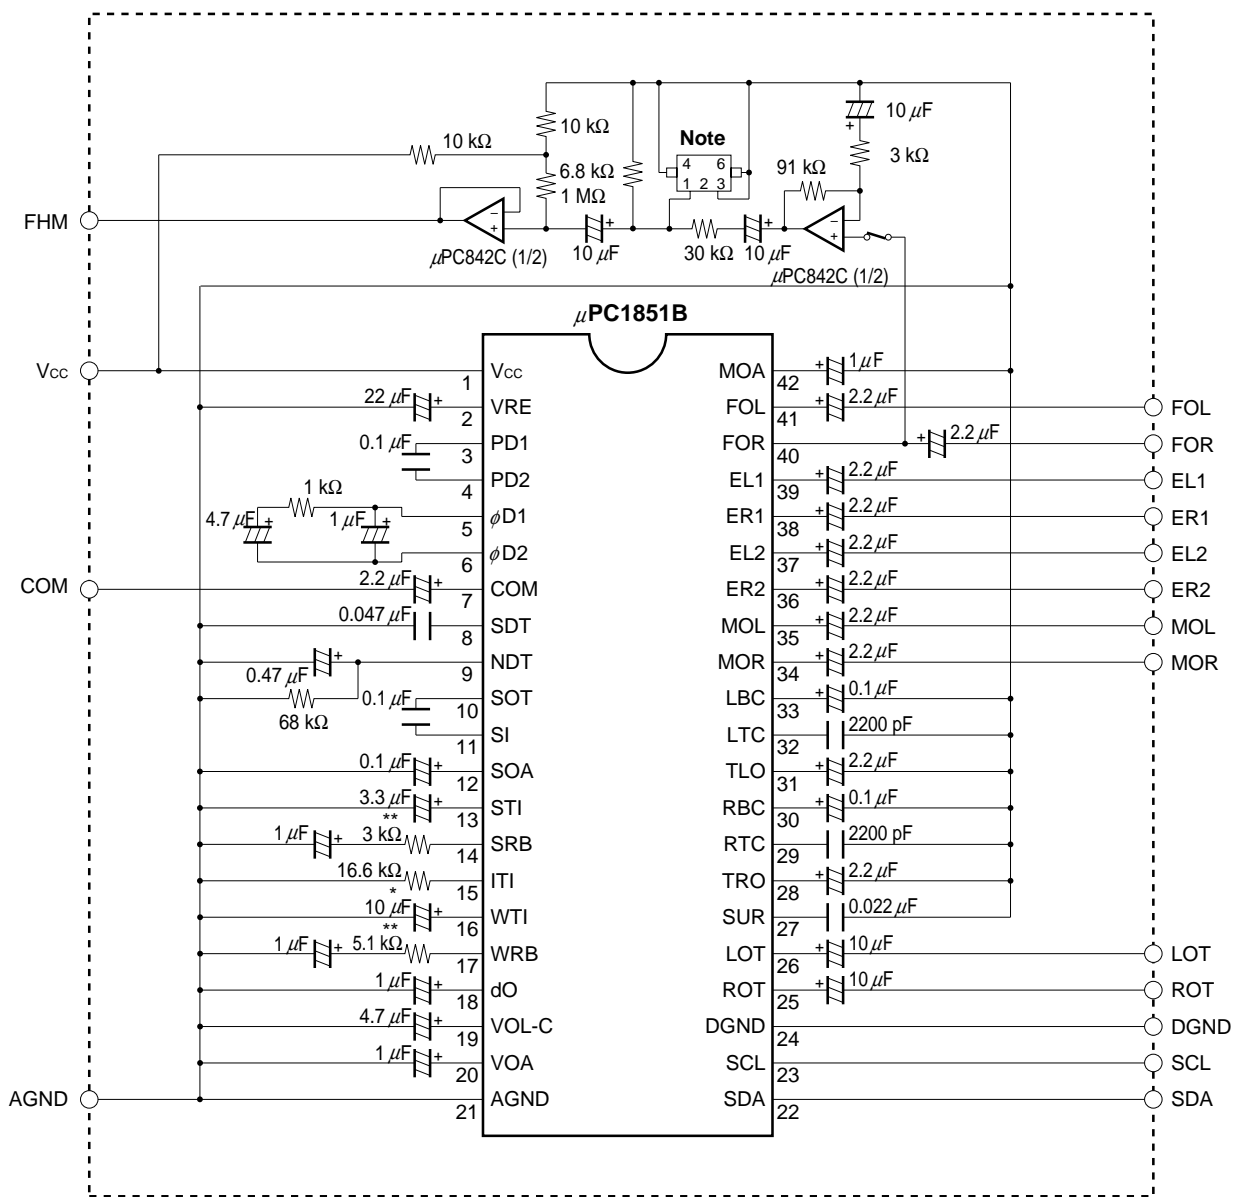 10 µF
10 kΩ
10 kΩ
Note
3 kΩ
4 6
6.8 kΩ
91 kΩ
1 2 3
1 MΩ
FHM
−
+
+
+
−
+
+
10 µF
30 kΩ
10 µF
µPC842C (1/2)
µPC842C (1/2)
µPC1851B
VCC
1
VCC
MOA
42
+
1 µF
22 µF
+
2
VRE
FOL
41
+
2.2 µF
FOL
0.1 µF
3
PD1
FOR
40
+
2.2 µF
FOR
4
PD2
EL1
39
+
2.2 µF
EL1
1 kΩ
4.7 µF
+
1 µF
+
5
φD1
ER1
38
+
2.2 µF
ER1
6
φD2
EL2
37
+
2.2 µF
EL2
COM
2.2 µF
+
7
COM
ER2
36
+
2.2 µF
ER2
0.047 µF
8
SDT
MOL
35
+
2.2 µF
MOL
+
0.47 µF
9
NDT
MOR
34
+
2.2 µF
MOR
68 kΩ
0.1 µF
10
SOT
LBC
33
+
0.1 µF
11
SI
LTC
32
2200 pF
0.1 µF
+
12
SOA
TLO
31
+
2.2 µF
3.3 µF
+
13
STI
RBC
30
+
0.1 µF
**
1 µF
+
3 kΩ
14
SRB
RTC
29
2200 pF
16.6 kΩ
15
ITI
TRO
28
+
2.2 µF
*
10 µF
+
16
WTI
SUR
27
0.022 µF
**
1 µF
+
5.1 kΩ
17
WRB
LOT
26
+
10 µF
LOT
1 µF
+
18
dO
ROT
25
+
10 µF
ROT
4.7 µF
+
19
VOL-C
DGND
24
DGND
1 µF
+
20
VOA
SCL
23
SCL
AGND
21
AGND
SDA
22
SDA